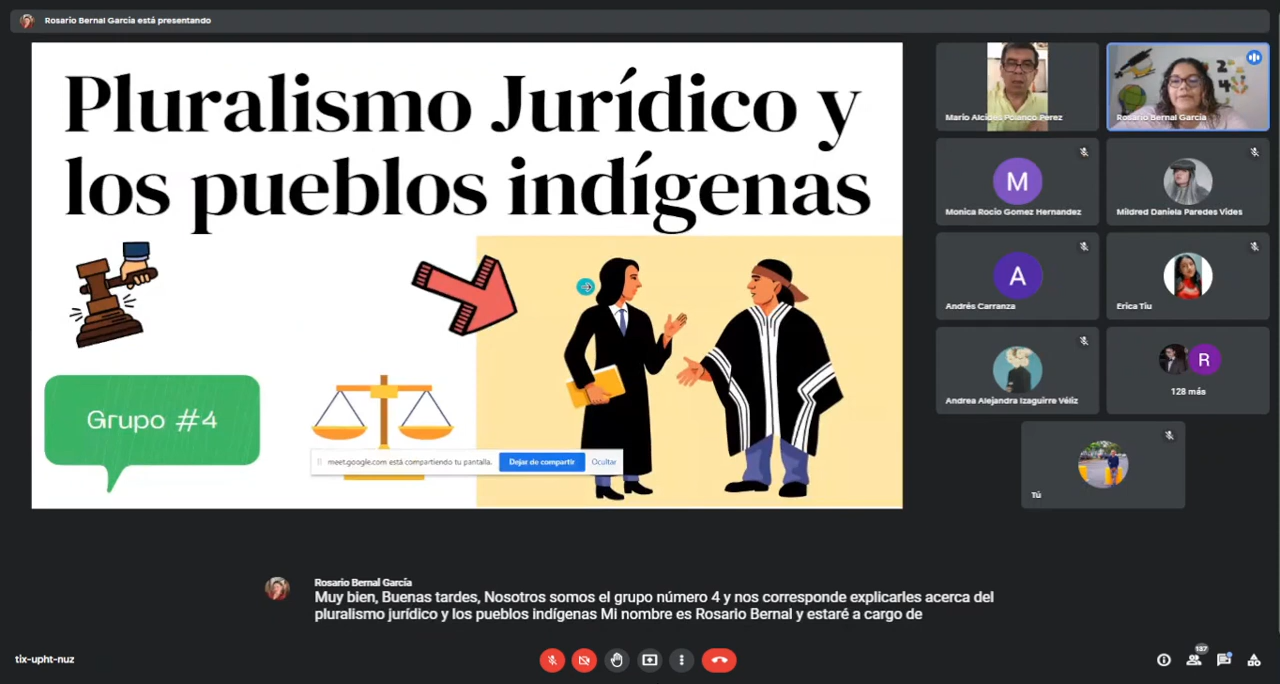 Rosario Bernal García está presentando
Pluralismo Jurídico y
los pueblos indígenas
Grupo #4
meet.google.com está compartiendo tu pantalla.
Dejar de compartir
Ocultar
Mario Alcides Polanco Perez
Rosario Bernal García
M
Monica Rocio Gomez Hernandez
Mildred Daniela Paredes Vides
A
Andrés Carranza
Erica Tiu
Andrea Alejandra Izaguirre Véliz
R
128 más
Tú
Rosario Bernal García
Muy bien, Buenas tardes, Nosotros somos el grupo número 4 y nos corresponde explicarles acerca del
pluralismo jurídico y los pueblos indígenas Mi nombre es Rosario Bernal y estaré a cargo de
tix-upht-nuz
137